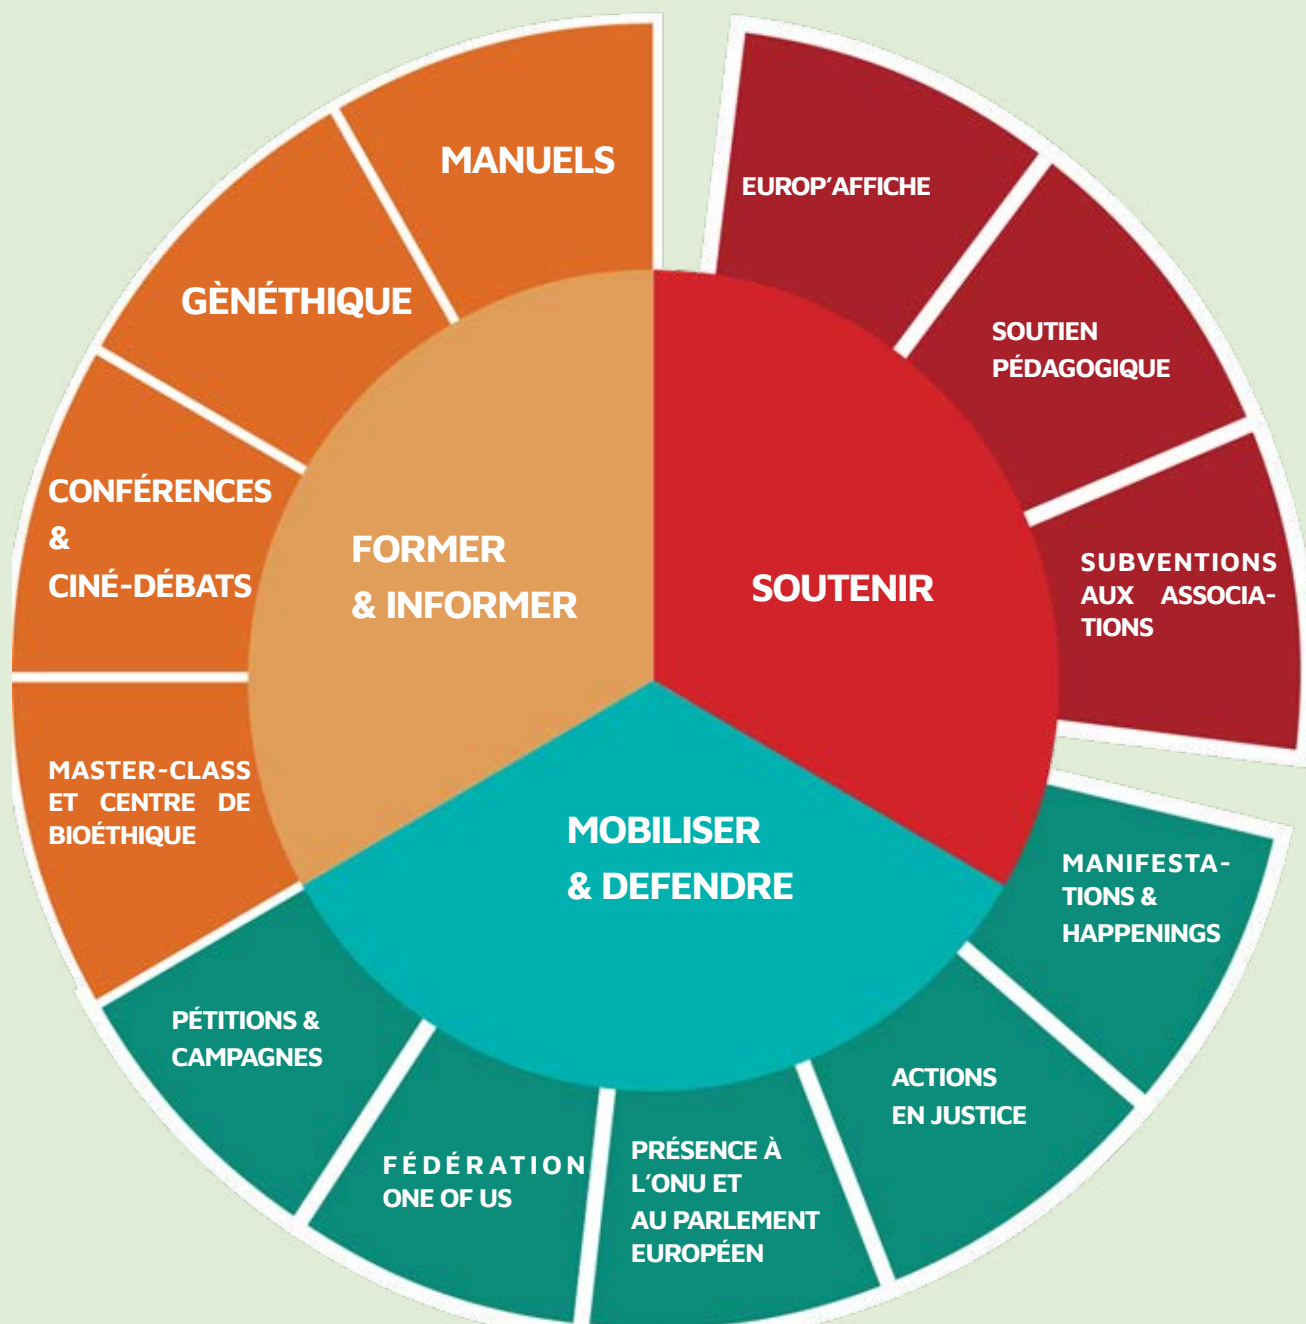 MANUELS
GÈNÉTHIQUE
CONFÉRENCES
&
CINÉ-DÉBATS
MASTER-CLASS
ET CENTRE DE
BIOÉTHIQUE
FORMER
& INFORMER
EUROP’AFFICHE
SOUTIEN
PÉDAGOGIQUE
SUBVENTIONS
AUX ASSOCIA-
TIONS
SOUTENIR
MOBILISER
& DEFENDRE
MANIFESTA-
TIONS &
HAPPENINGS
ACTIONS
EN JUSTICE
PRÉSENCE À
L’ONU ET
AU PARLEMENT
EUROPÉEN
FÉDÉRATION
ONE OF US
PÉTITIONS &
CAMPAGNES